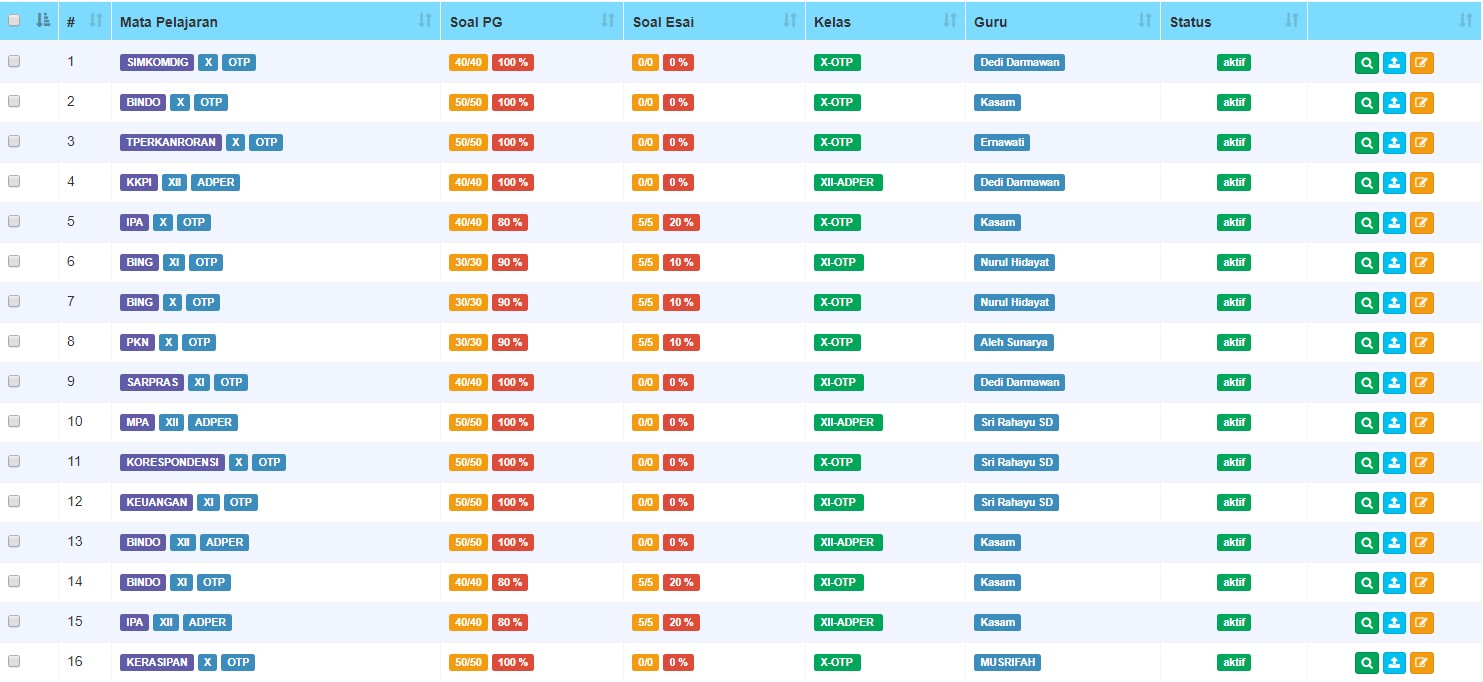 # Mata Pelajaran Soal PG Soal Esai Kelas Guru Status
1 SIMKOMDIG X OTP 40/40 100 % 0/0 0 % X-OTP Dedi Darmawan aktif
2 BINDO X OTP 50/50 100 % 0/0 0 % X-OTP Kasam aktif
3 TPERKANRORAN X OTP 50/50 100 % 0/0 0 % X-OTP Ernawati aktif
4 KKPI XII ADPER 40/40 100 % 0/0 0 % XII-ADPER Dedi Darmawan aktif
5 IPA X OTP 40/40 80 % 5/5 20 % X-OTP Kasam aktif
6 BING XI OTP 30/30 90 % 5/5 10 % XI-OTP Nurul Hidayat aktif
7 BING X OTP 30/30 90 % 5/5 10 % X-OTP Nurul Hidayat aktif
8 PKN X OTP 30/30 90 % 5/5 10 % X-OTP Aleh Sunarya aktif
9 SARPRAS XI OTP 40/40 100 % 0/0 0 % XI-OTP Dedi Darmawan aktif
10 MPA XII ADPER 50/50 100 % 0/0 0 % XII-ADPER Sri Rahayu SD aktif
11 KORESPONDENSI X OTP 50/50 100 % 0/0 0 % X-OTP Sri Rahayu SD aktif
12 KEUANGAN XI OTP 50/50 100 % 0/0 0 % XI-OTP Sri Rahayu SD aktif
13 BINDO XII ADPER 50/50 100 % 0/0 0 % XII-ADPER Kasam aktif
14 BINDO XI OTP 40/40 80 % 5/5 20 % XI-OTP Kasam aktif
15 IPA XII ADPER 40/40 80 % 5/5 20 % XII-ADPER Kasam aktif
16 KERASIPAN X OTP 50/50 100 % 0/0 0 % X-OTP MUSRIFAH aktif